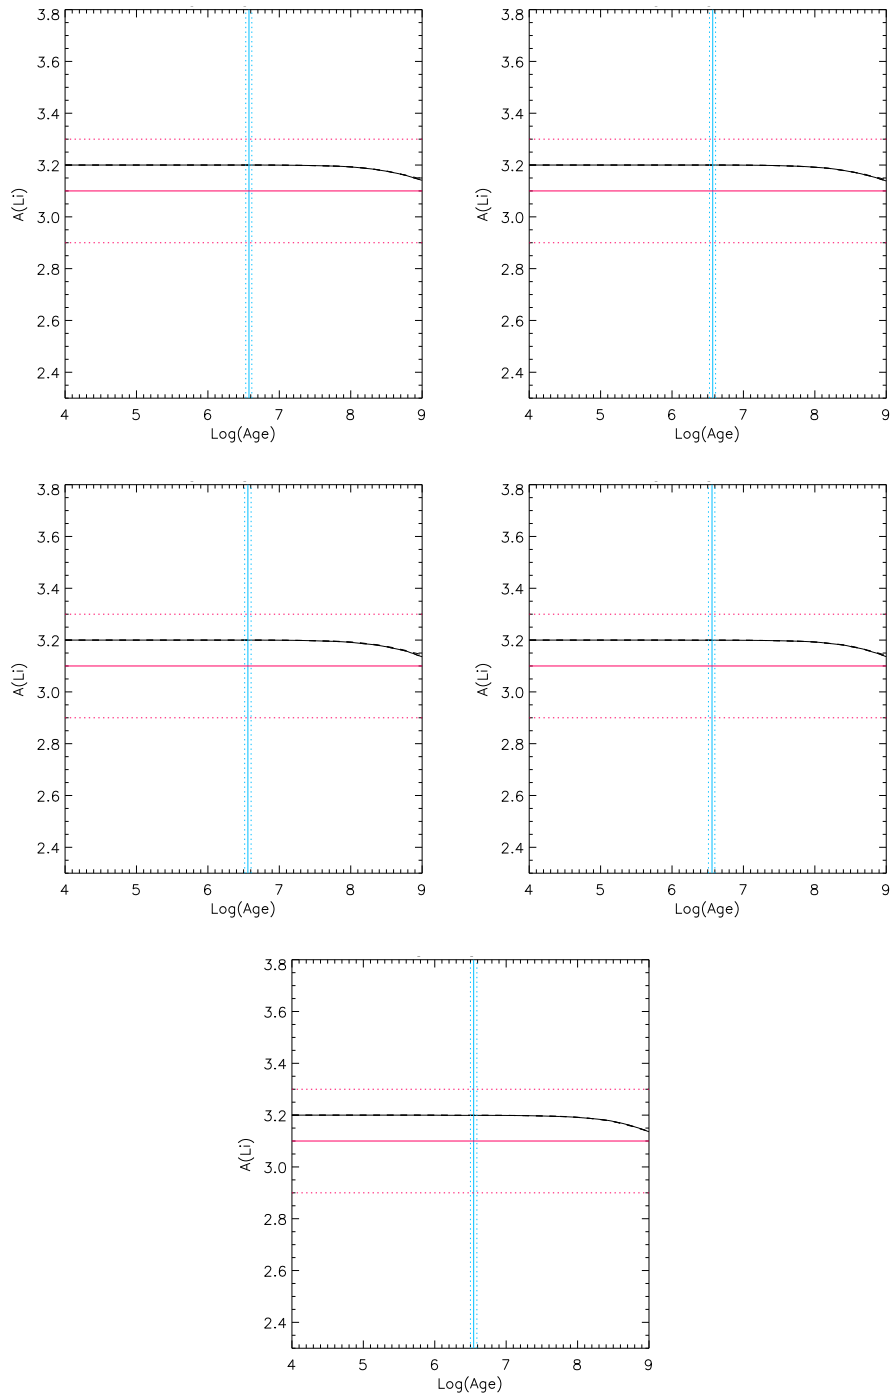 3.8 3.8
3.6 3.6
3.4 3.4
3.2 3.2
A(Li) A(Li)
3.0 3.0
2.8 2.8
2.6 2.6
2.4 2.4
4 5 6 7 8 9 4 5 6 7 8 9
Log(Age) Log(Age)
3.8 3.8
3.6 3.6
3.4 3.4
3.2 3.2
A(Li) A(Li)
3.0 3.0
2.8 2.8
2.6 2.6
2.4 2.4
4 5 6 7 8 9 4 5 6 7 8 9
Log(Age) Log(Age)
3.8
3.6
3.4
3.2
A(Li)
3.0
2.8
2.6
2.4
4 5 6 7 8 9
Log(Age)